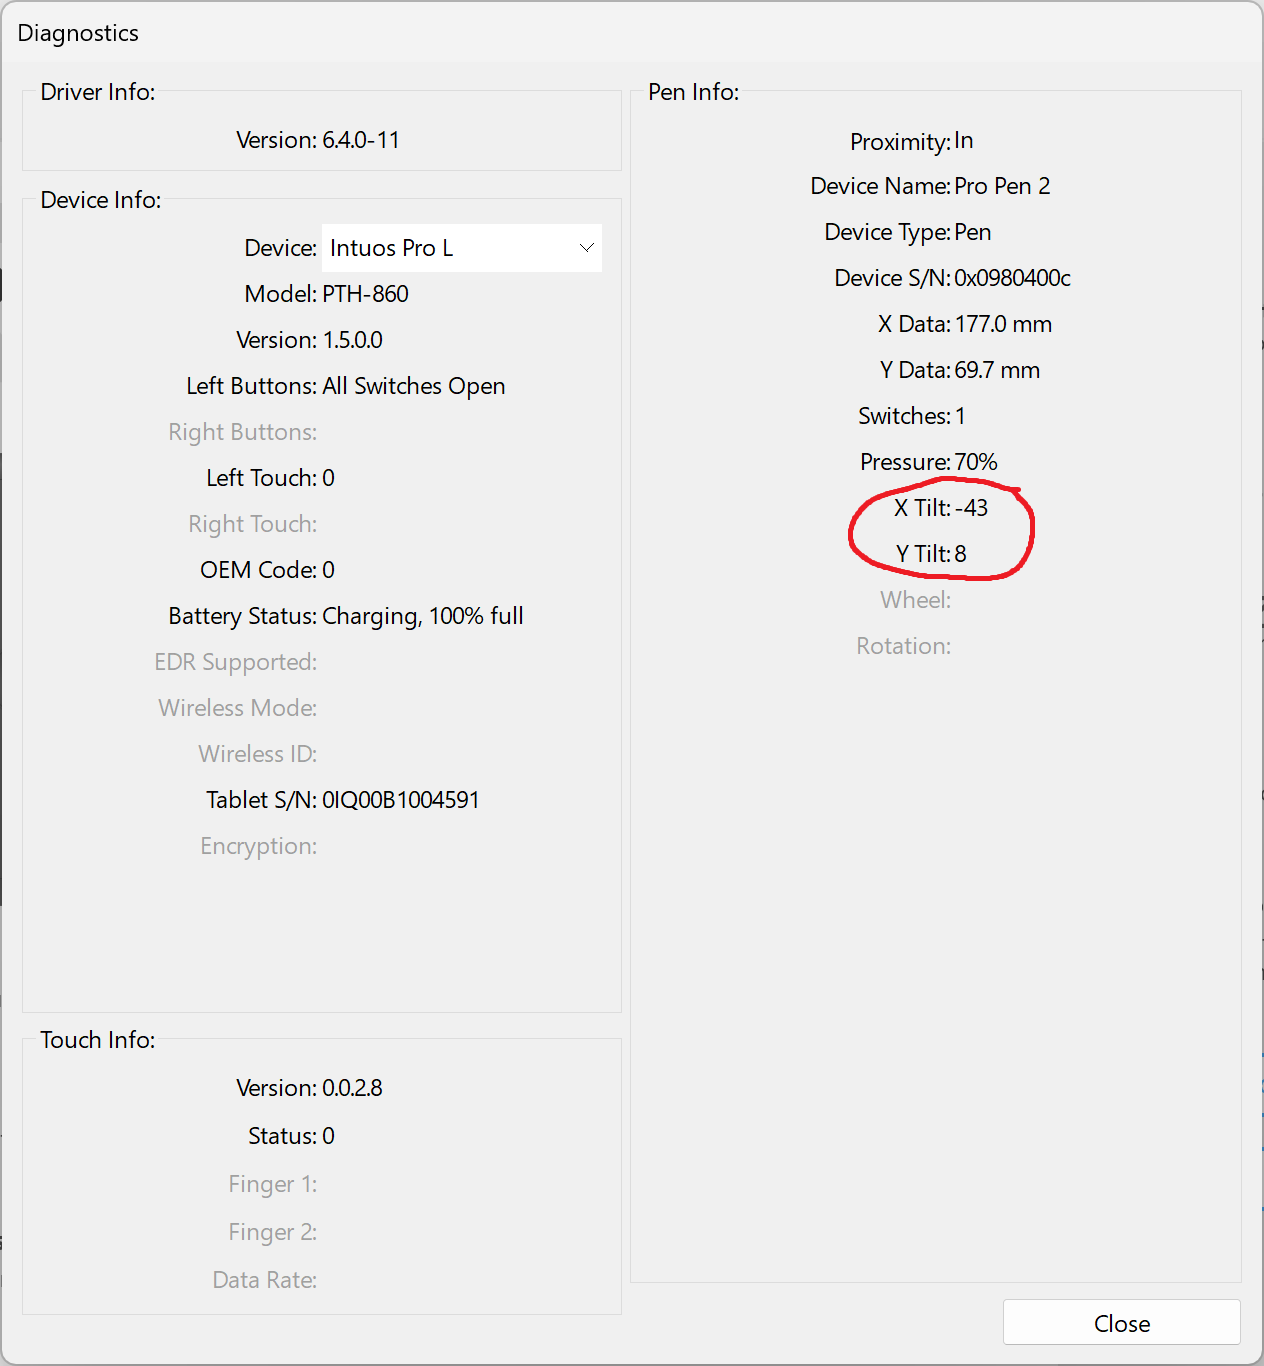 Diagnostics
Driver Info:
Version: 6.4.0-11
Device Info:
Device: Intuos Pro L
Model: PTH-860
Version: 1.5.0.0
Left Buttons: All Switches Open
Right Buttons:
Left Touch: 0
Right Touch:
OEM Code: 0
Battery Status: Charging, 100% full
EDR Supported:
Wireless Mode:
Wireless ID:
Tablet S/N: 0IQ00B1004591
Encryption:
Touch Info:
Version: 0.0.2.8
Status: 0
Finger 1:
Finger 2:
Data Rate:
Pen Info:
Proximity: In
Device Name: Pro Pen 2
Device Type: Pen
Device S/N: 0x0980400c
X Data: 177.0 mm
Y Data: 69.7 mm
Switches: 1
Pressure: 70%
X Tilt: -43
Y Tilt: 8
Wheel:
Rotation:
Close